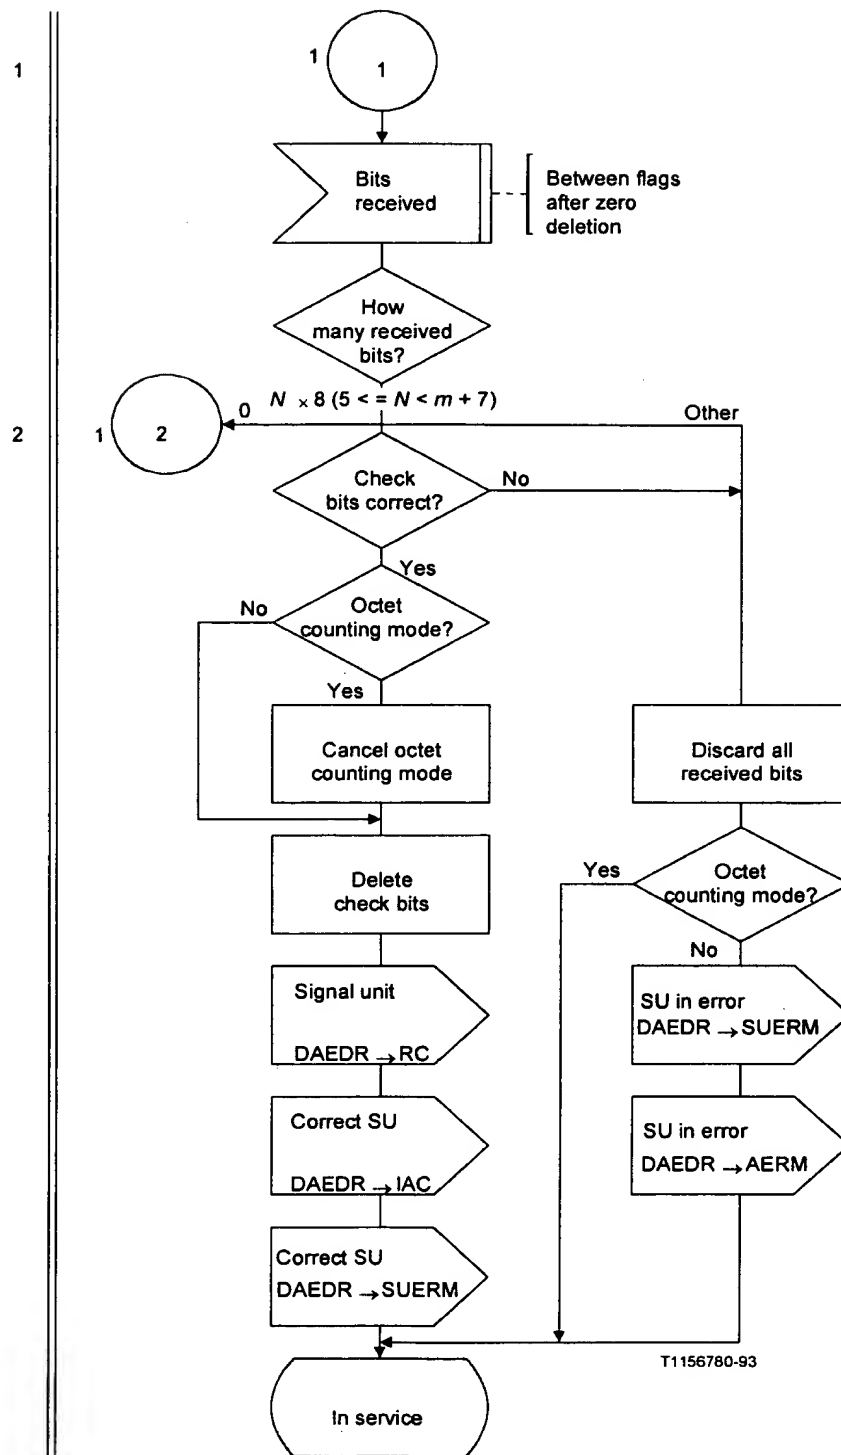 1
1
1
Bits
received
Between flags
after zero
deletion
How
many received
bits?
N × 8 (5 < = N < m + 7)
0
Other
2
1
2
Check
bits correct?
No
Yes
No
Octet
counting mode?
Yes
Cancel octet
counting mode
Discard all
received bits
Delete
check bits
Yes
Octet
counting mode?
No
Signal unit
DAEDR → RC
SU in error
DAEDR → SUERM
Correct SU
DAEDR → IAC
SU in error
DAEDR → AERM
Correct SU
DAEDR → SUERM
T1156780-93
In service